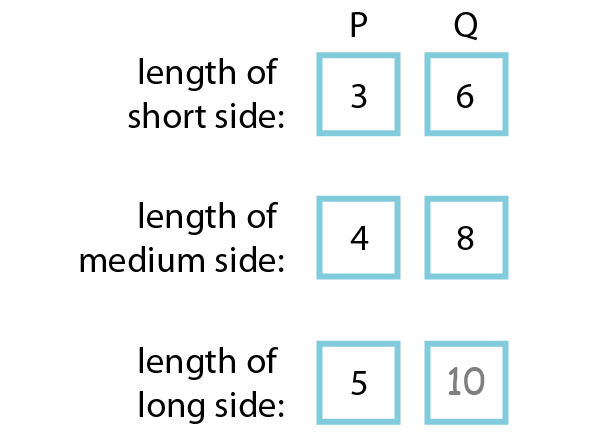 P Q
length of
short side: 3 6
length of
medium side: 4 8
length of
long side: 5 10